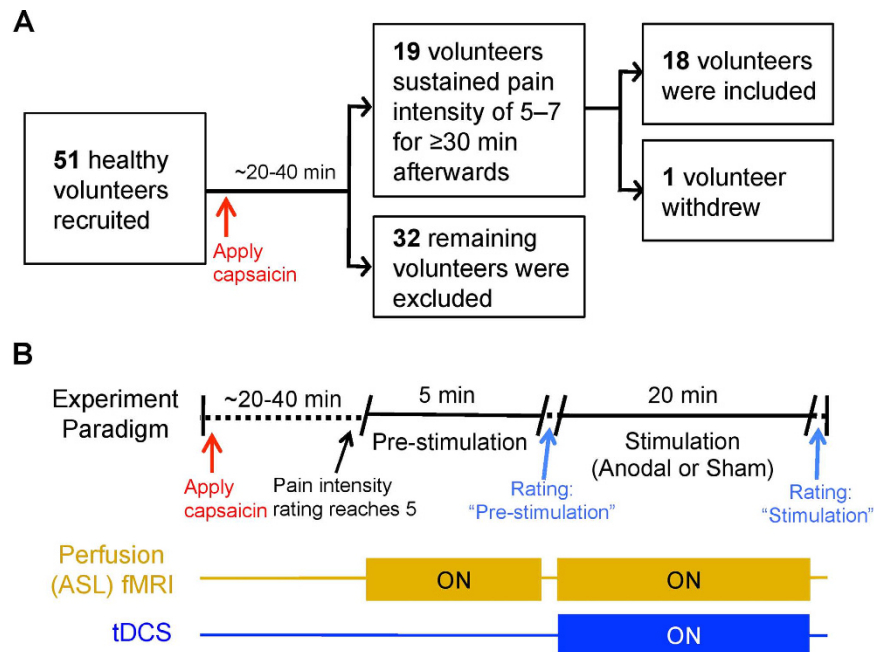 A
51 healthy
volunteers
recruited
~20-40 min
Apply
capsaicin
19 volunteers
sustained pain
intensity of 5–7
for ≥30 min
afterwards
32 remaining
volunteers were
excluded
18 volunteers
were included
1 volunteer
withdrew
B
Experiment
Paradigm
~20-40 min
5 min
20 min
Pre-stimulation
Stimulation
(Anodal or Sham)
Apply
capsaicin
Pain intensity
rating reaches 5
Rating:
“Pre-stimulation”
Rating:
“Stimulation”
Perfusion
(ASL) fMRI
ON
ON
tDCS
ON